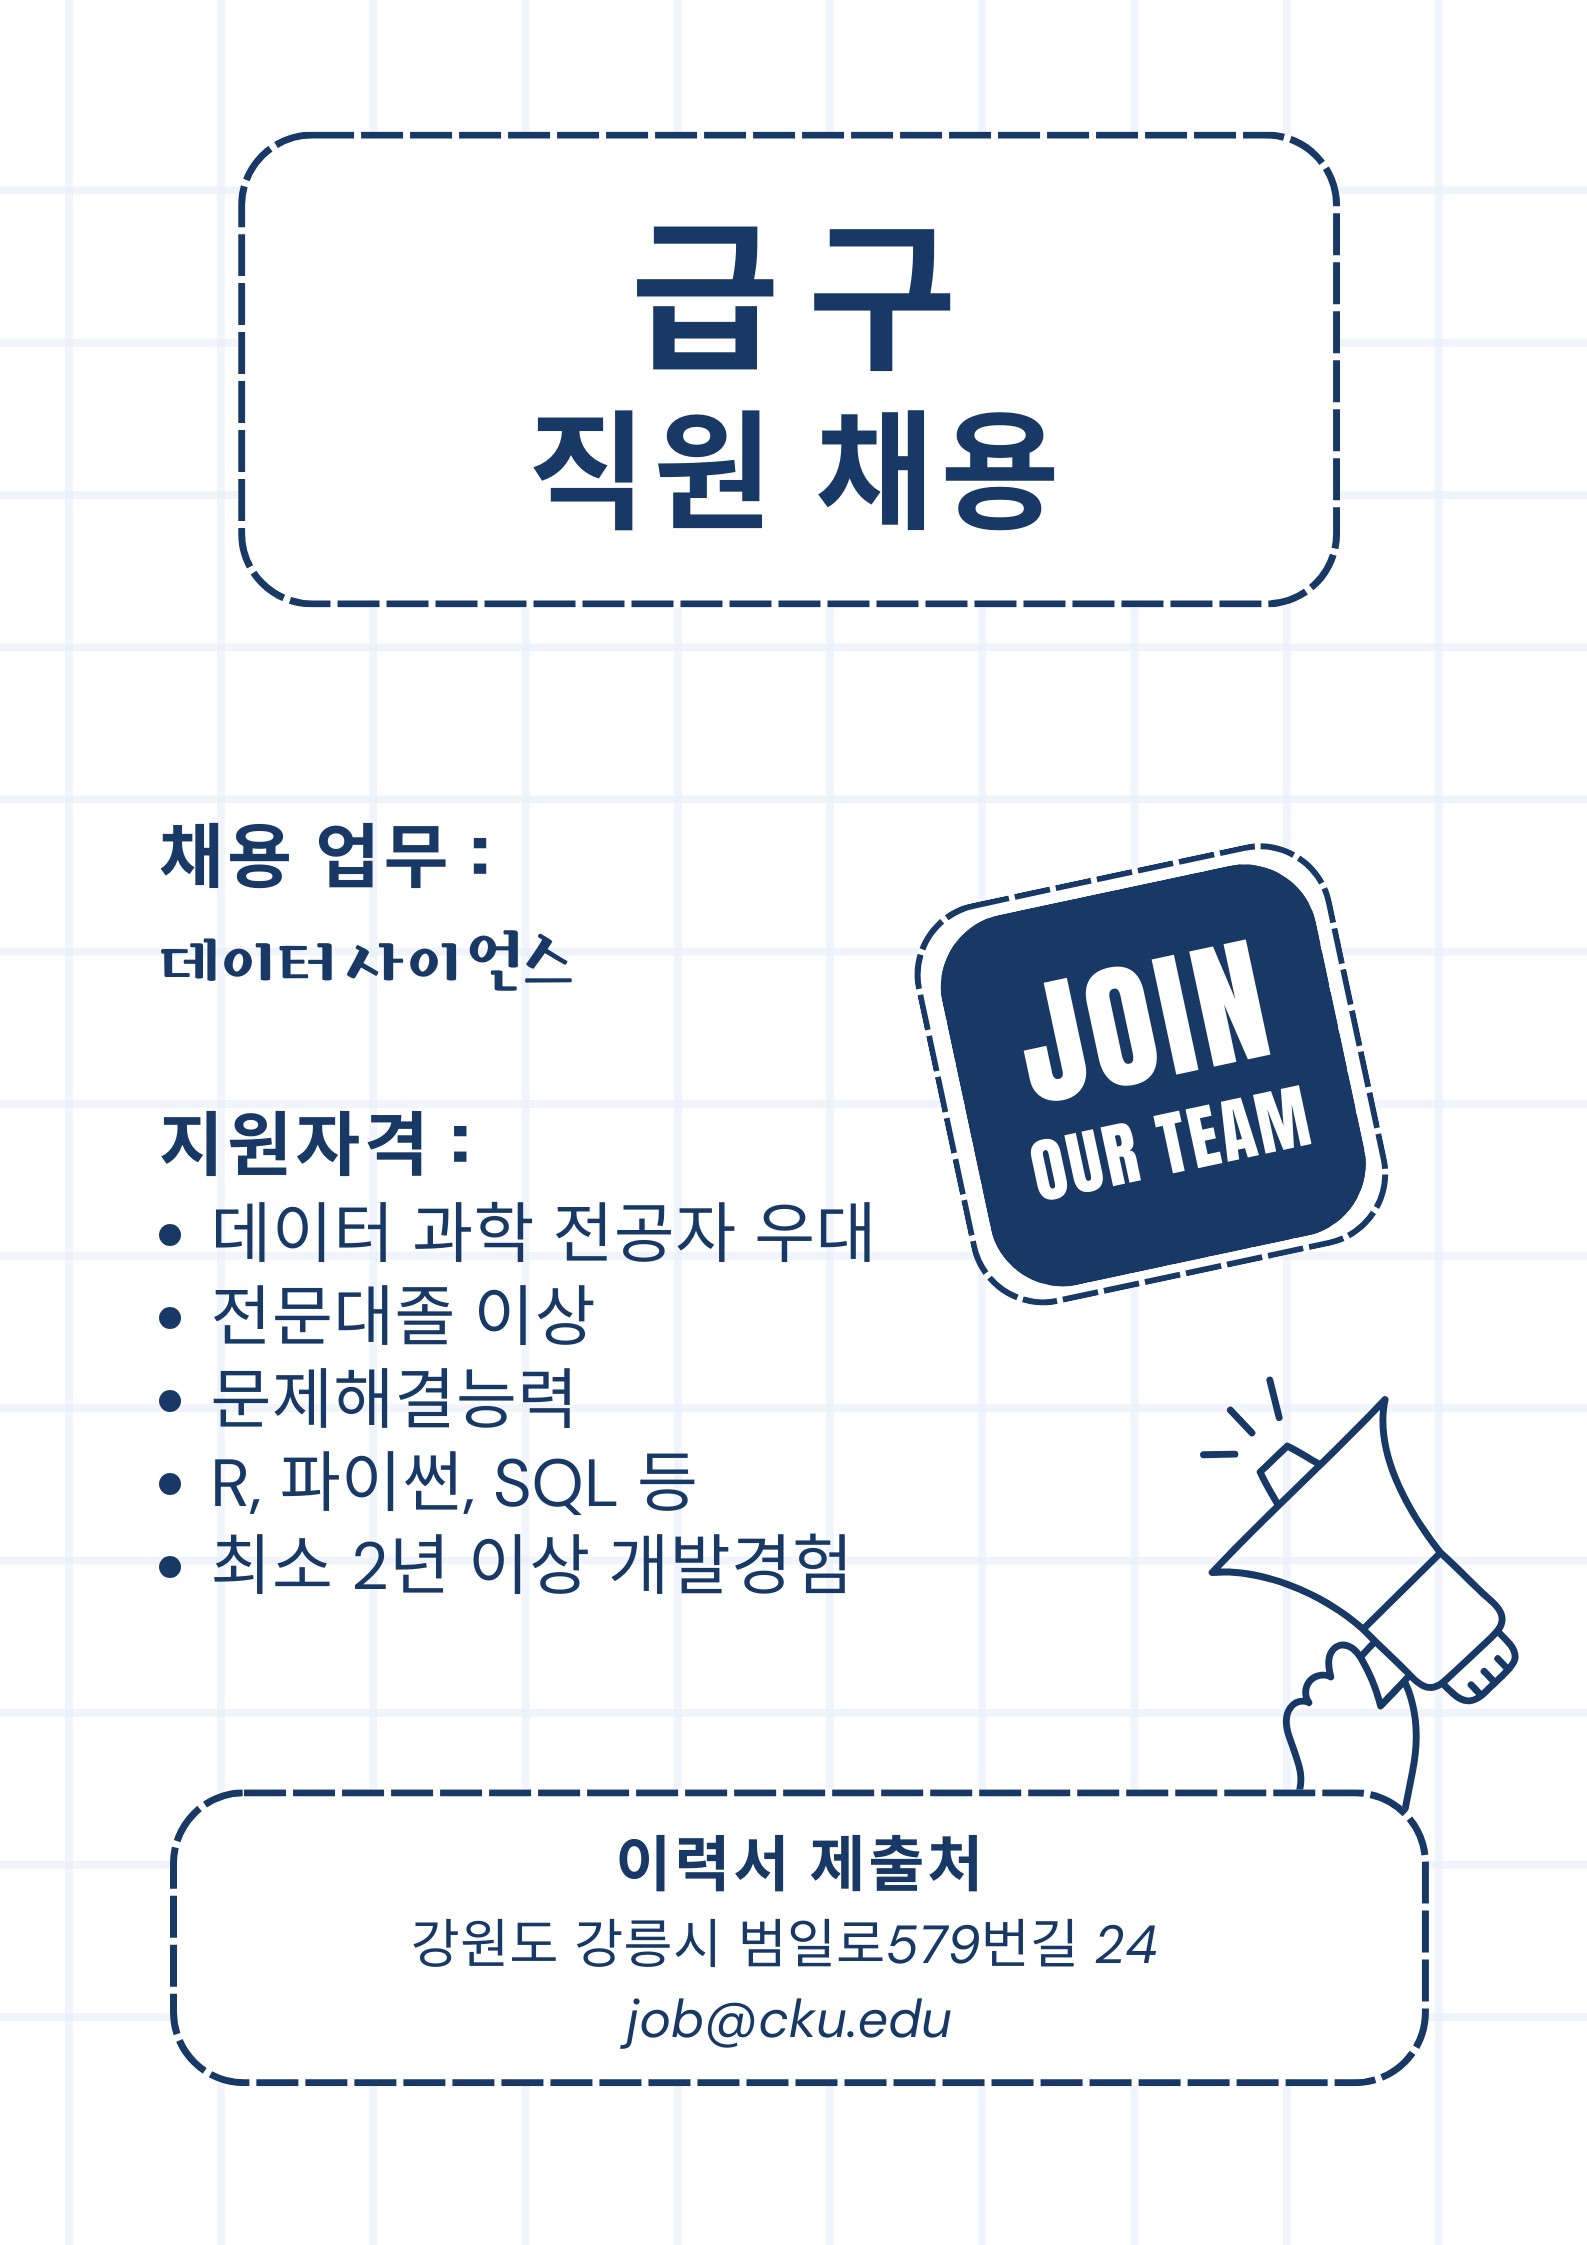 급구
직원 채용
채용 업무 :
데이터사이언스
JOIN
OUR TEAM
지원자격 :
• 데이터 과학 전공자 우대
• 전문대졸 이상
• 문제해결능력
• R, 파이썬, SQL 등
• 최소 2년 이상 개발경험
이력서 제출처
강원도 강릉시 범일로579번길 24
job@cku.edu